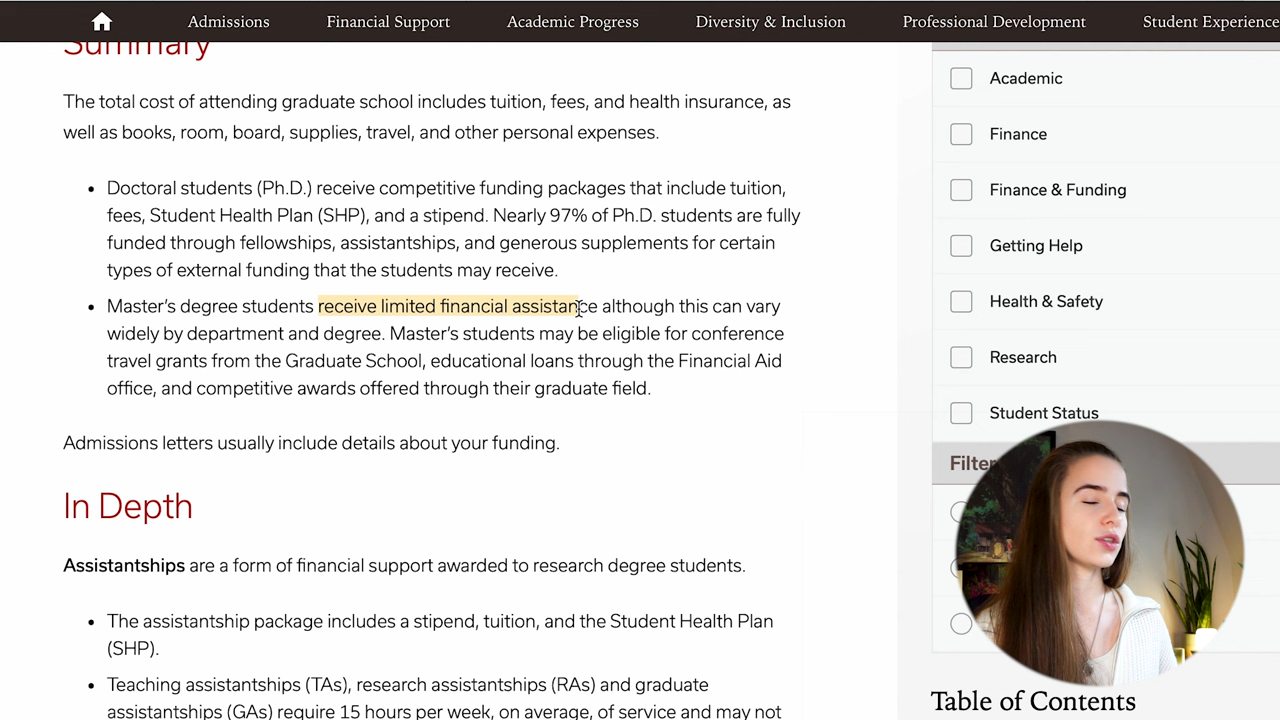 Admissions Financial Support Academic Progress Diversity & Inclusion Professional Development Student Experience
Summary
The total cost of attending graduate school includes tuition, fees, and health insurance, as
well as books, room, board, supplies, travel, and other personal expenses.
• Doctoral students (Ph.D.) receive competitive funding packages that include tuition,
fees, Student Health Plan (SHP), and a stipend. Nearly 97% of Ph.D. students are fully
funded through fellowships, assistantships, and generous supplements for certain
types of external funding that the students may receive.
• Master's degree students receive limited financial assistance although this can vary
widely by department and degree. Master's students may be eligible for conference
travel grants from the Graduate School, educational loans through the Financial Aid
office, and competitive awards offered through their graduate field.
Admissions letters usually include details about your funding.
In Depth
Assistantships are a form of financial support awarded to research degree students.
• The assistantship package includes a stipend, tuition, and the Student Health Plan
(SHP).
• Teaching assistantships (TAs), research assistantships (RAs) and graduate
assistantships (GAs) require 15 hours per week, on average, of service and may not
Academic
Finance
Finance & Funding
Getting Help
Health & Safety
Research
Student Status
Filte
Table of Contents